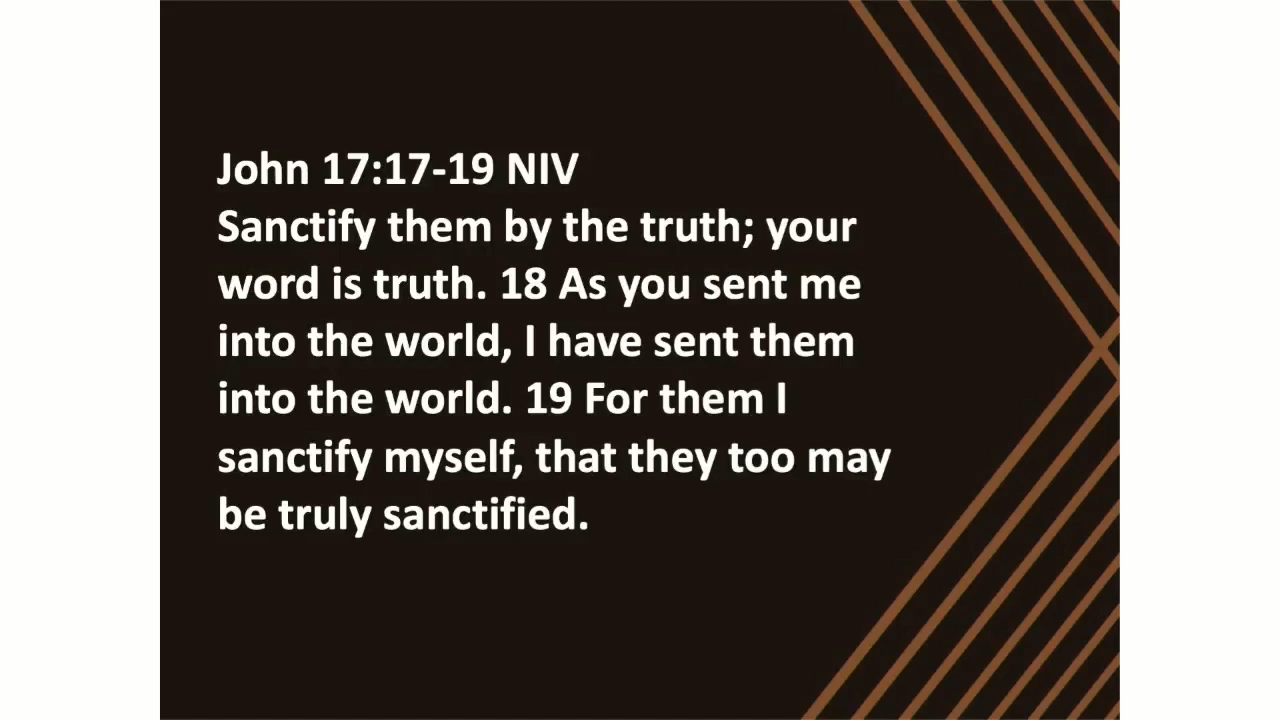 John 17:17-19 NIV
Sanctify them by the truth; your
word is truth. 18 As you sent me
into the world, I have sent them
into the world. 19 For them I
sanctify myself, that they too may
be truly sanctified.